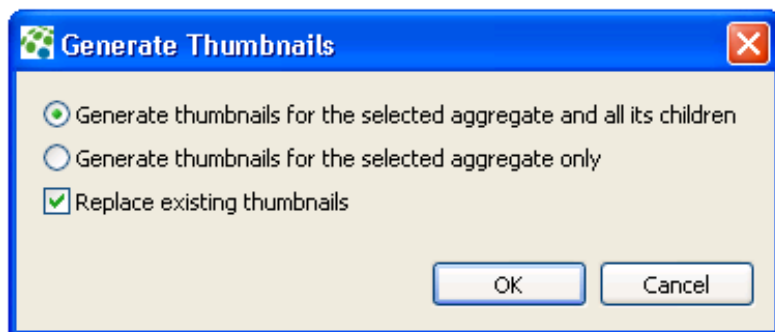 Generate Thumbnails
Generate thumbnails for the selected aggregate and all its children
Generate thumbnails for the selected aggregate only
Replace existing thumbnails
OK Cancel